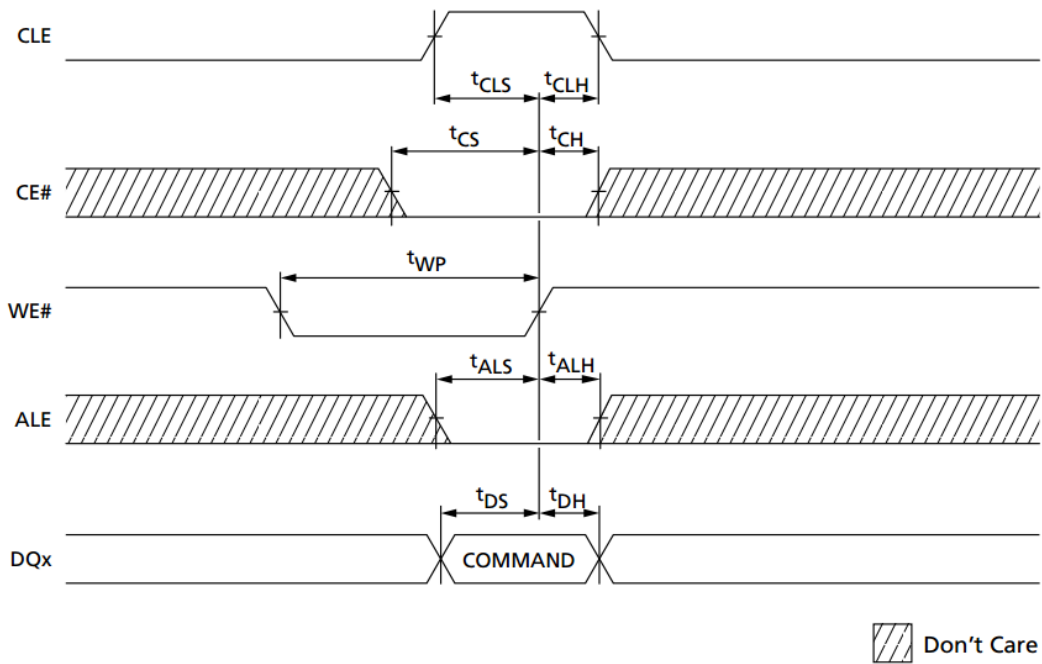 CLE
tCLS tCLH
tCS tCH
CE#
tWP
WE#
tALS tALH
ALE
tDS tDH
DQx COMMAND
Don't Care